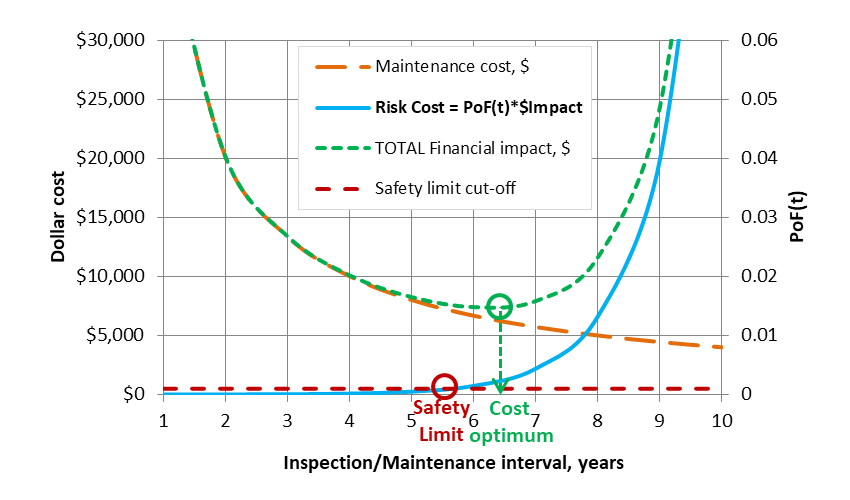 $30,000
$25,000
$20,000
$15,000
$10,000
$5,000
$0
Dollar cost
Maintenance cost, $
Risk Cost = PoF(t)*$Impact
TOTAL Financial impact, $
Safety limit cut-off
0.06
0.05
0.04
0.03
0.02
0.01
0
PoF(t)
Safety
Limit
Cost
optimum
1 2 3 4 5 6 7 8 9 10
Inspection/Maintenance interval, years